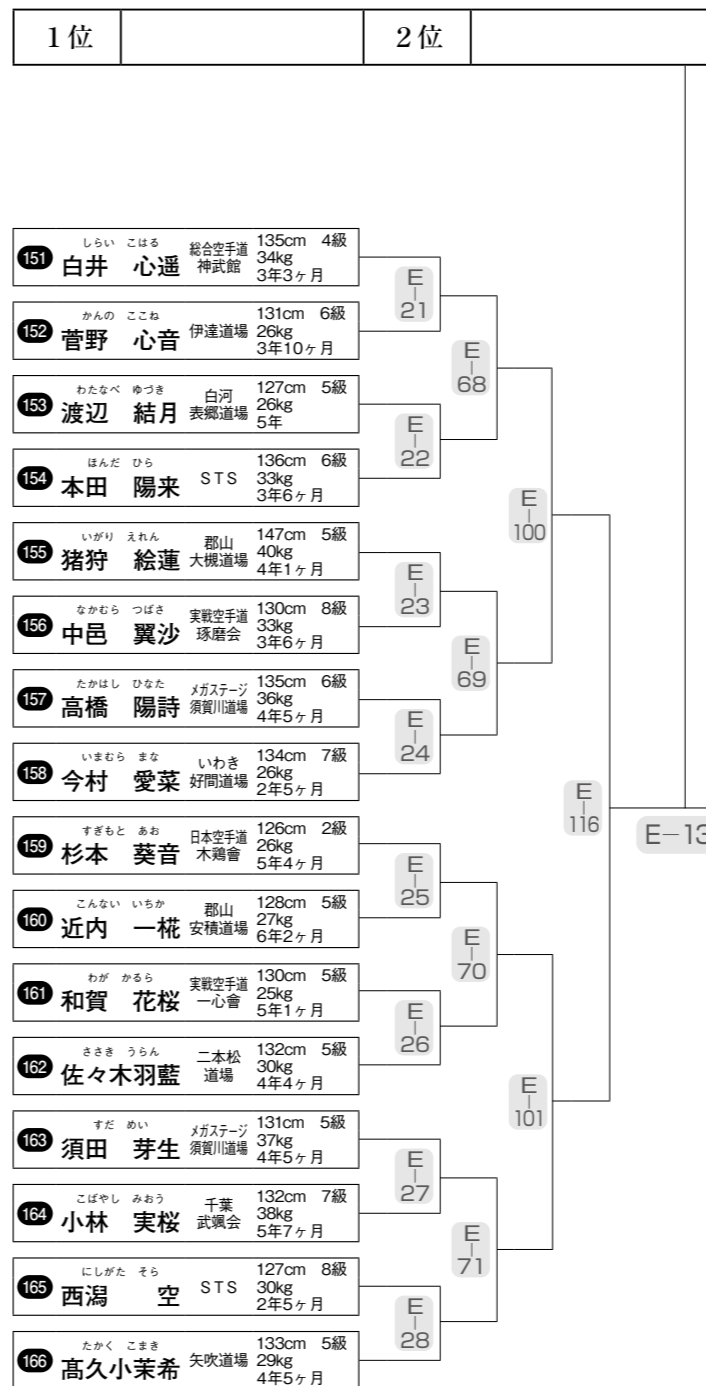 1位 2位
しらい こはる
151 白井 心遥 総合空手道 神武館 135cm 4級 34kg 3年3ヶ月
E-21
かんの ここね
152 菅野 心音 伊達道場 131cm 6級 26kg 3年10ヶ月
E-68
わたなべ ゆづき
153 渡辺 結月 白河 表郷道場 127cm 5級 26kg 5年
E-22
ほんだ ひら
154 本田 陽来 STS 136cm 6級 33kg 3年6ヶ月
E-100
いがり えれん
155 猪狩 絵蓮 郡山 大槻道場 147cm 5級 40kg 4年1ヶ月
E-23
なかむら つばさ
156 中邑 翼沙 実戦空手道 琢磨会 130cm 8級 33kg 3年6ヶ月
E-69
たかはし ひなた
157 高橋 陽詩 メガステージ 須賀川道場 135cm 6級 36kg 4年5ヶ月
E-24
いまむら まな
158 今村 愛菜 いわき 好間道場 134cm 7級 26kg 2年5ヶ月
E-116
E-13
すぎもと あお
159 杉本 葵音 日本空手道 木鶏會 126cm 2級 26kg 5年4ヶ月
E-25
こんない いちか
160 近内 一椛 郡山 安積道場 128cm 5級 27kg 6年2ヶ月
E-70
わが かるら
161 和賀 花桜 実戦空手道 一心會 130cm 5級 25kg 5年1ヶ月
E-26
ささき うらん
162 佐々木羽藍 二本松 道場 132cm 5級 30kg 4年4ヶ月
E-101
すだ めい
163 須田 芽生 メガステージ 須賀川道場 131cm 5級 37kg 4年5ヶ月
E-27
こばやし みおう
164 小林 実桜 千葉 武颯会 132cm 7級 38kg 5年7ヶ月
E-71
にしがた そら
165 西潟 空 STS 127cm 8級 30kg 2年5ヶ月
E-28
たかく こまき
166 髙久小茉希 矢吹道場 133cm 5級 29kg 4年5ヶ月